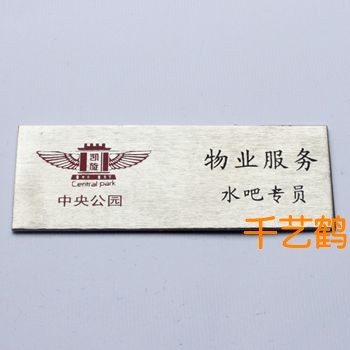 凯旋
Central park
中央公园
物业服务
水吧专员
千艺鹤